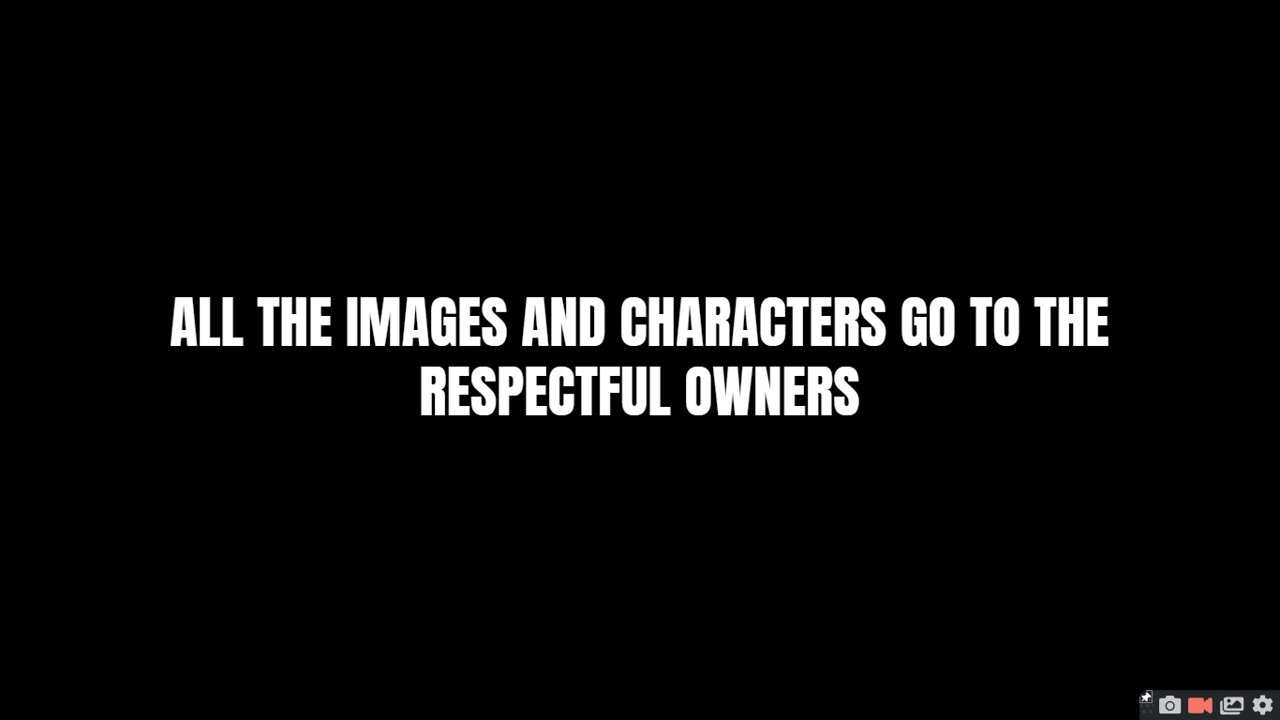 ALL THE IMAGES AND CHARACTERS GO TO THE
RESPECTFUL OWNERS